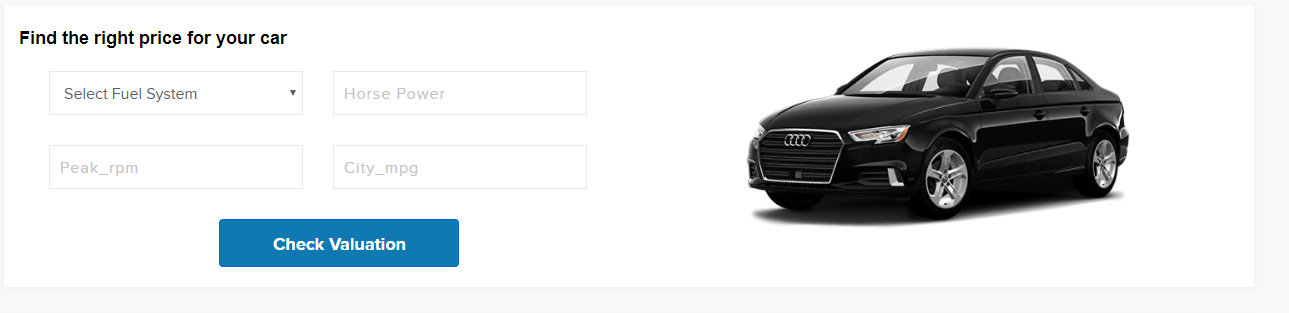 Find the right price for your car
Select Fuel System
Horse Power
Peak_rpm
City_mpg
Check Valuation